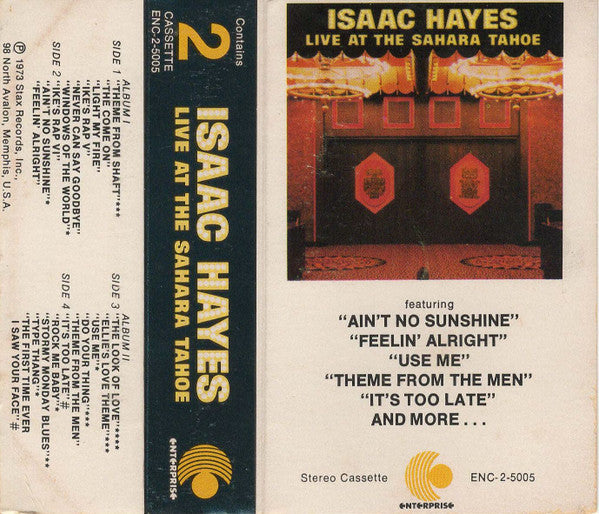 ISAAC HAYES
LIVE AT THE SAHARA TAHOE
featuring
“AIN’T NO SUNSHINE”
“FEELIN’ ALRIGHT”
“USE ME”
“THEME FROM THE MEN”
“IT’S TOO LATE”
AND MORE . . .
Stereo Cassette
ENTERPRISE
ENC-2-5005
Contains
2
CASSETTE
ENC-2-5005
ISAAC HAYES
LIVE AT THE SAHARA TAHOE
ENTERPRISE
ALBUM I
SIDE 1 "THEME FROM SHAFT"***
"THE COME ON"
"LIGHT MY FIRE"
"IKE'S RAP V"
"NEVER CAN SAY GOODBYE"
"WINDOWS OF THE WORLD"*
SIDE 2 "IKE'S RAP VI"
"AIN'T NO SUNSHINE"*
"FEELIN' ALRIGHT"
ALBUM II
SIDE 3 "THE LOOK OF LOVE"****
"ELLIE'S LOVE THEME"***
"USE ME"*
"DO YOUR THING"***
"THEME FROM THE MEN"
SIDE 4 "IT'S TOO LATE"#
"ROCK ME BABY"*
"STORMY MONDAY BLUES"**
"TYPE THANG"*
"THE FIRST TIME EVER
I SAW YOUR FACE"#
℗ 1973 Stax Records, Inc.,
98 North Avalon, Memphis, U.S.A.